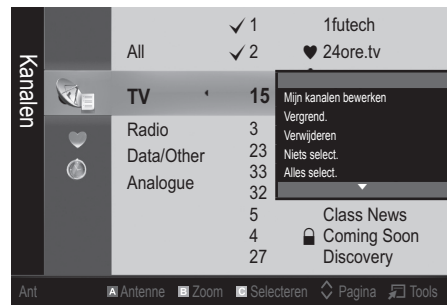 Kanalen
1 1futech
All 2 24ore.tv
TV 15
Mijn kanalen bewerken
Vergrend.
Verwijderen
Niets select.
Alles select.
Radio 3
Data/Other 23
Analogue 33
32
5 Class News
4 Coming Soon
27 Discovery
Ant A Antenne B Zoom C Selecteren Pagina Tools